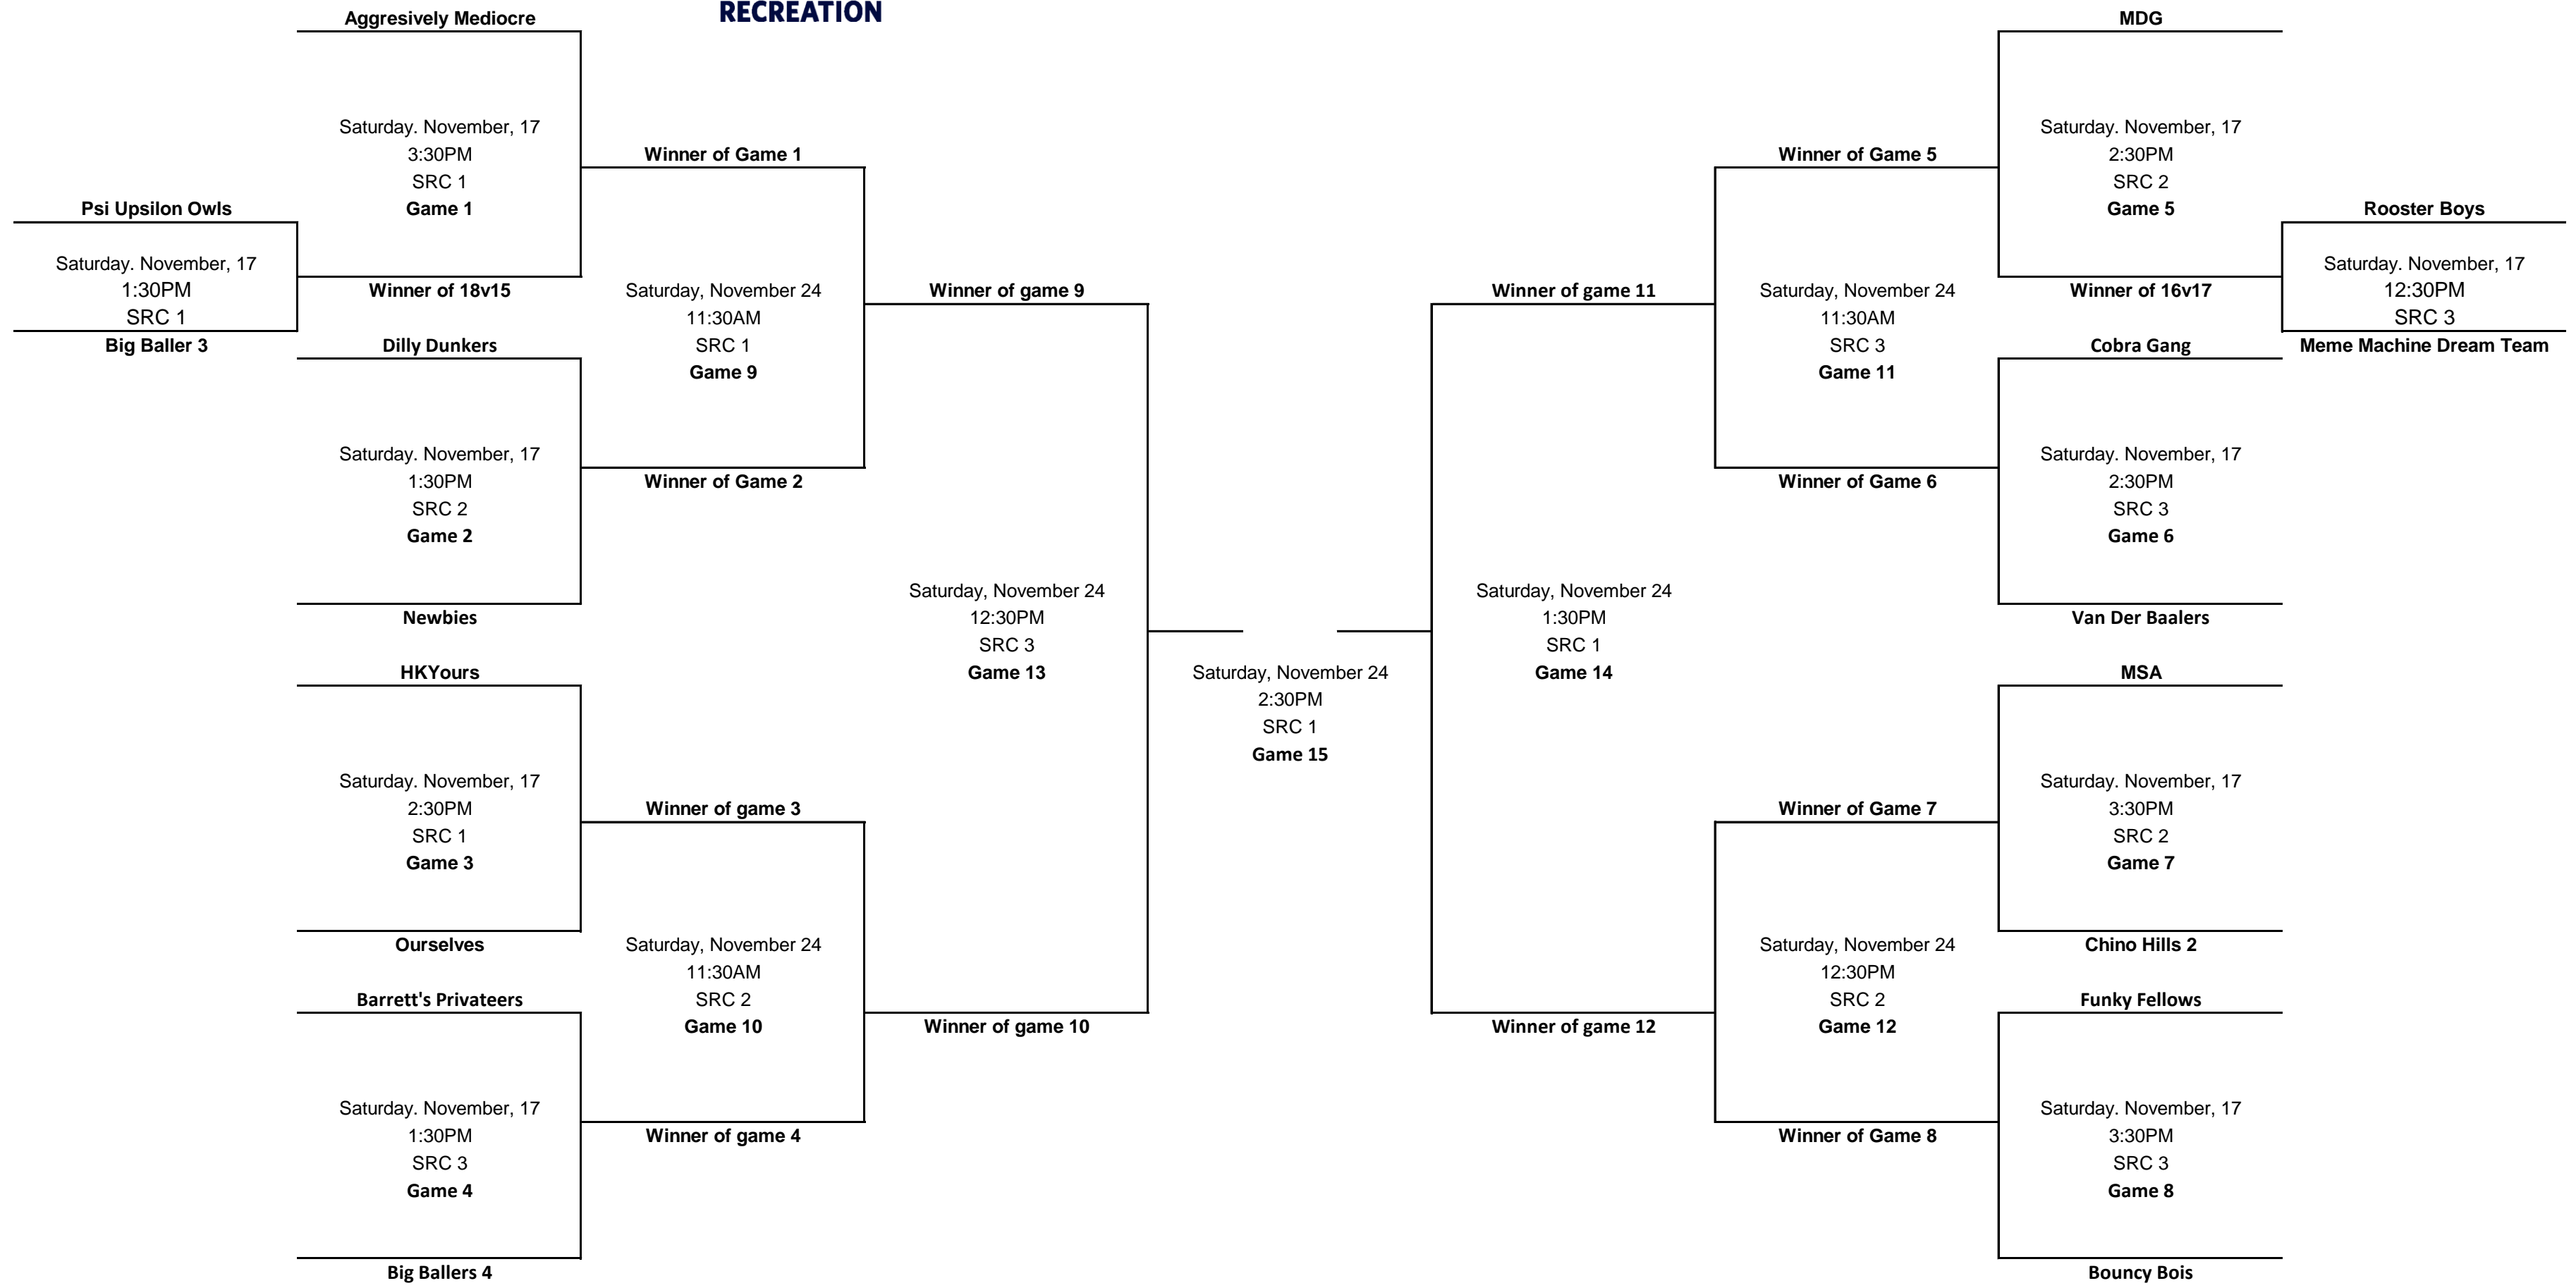 RECREATION
Aggresively Mediocre
Saturday. November, 17
3:30PM
SRC 1
Game 1
Psi Upsilon Owls
Saturday. November, 17
1:30PM
SRC 1
Big Baller 3
Winner of 18v15
Dilly Dunkers
Saturday. November, 17
1:30PM
SRC 2
Game 2
Newbies
HKYours
Saturday. November, 17
2:30PM
SRC 1
Game 3
Ourselves
Barrett's Privateers
Saturday. November, 17
1:30PM
SRC 3
Game 4
Big Ballers 4
Winner of Game 1
Saturday, November 24
11:30AM
SRC 1
Game 9
Winner of Game 2
Winner of game 3
Saturday, November 24
11:30AM
SRC 2
Game 10
Winner of game 4
Winner of game 9
Saturday, November 24
12:30PM
SRC 3
Game 13
Winner of game 10
Saturday, November 24
2:30PM
SRC 1
Game 15
Winner of game 11
Saturday, November 24
1:30PM
SRC 1
Game 14
Winner of game 12
Winner of Game 5
Saturday, November 24
11:30AM
SRC 3
Game 11
Winner of Game 6
Winner of Game 7
Saturday, November 24
12:30PM
SRC 2
Game 12
Winner of Game 8
MDG
Saturday. November, 17
2:30PM
SRC 2
Game 5
Winner of 16v17
Rooster Boys
Saturday. November, 17
12:30PM
SRC 3
Meme Machine Dream Team
Cobra Gang
Saturday. November, 17
2:30PM
SRC 3
Game 6
Van Der Baalers
MSA
Saturday. November, 17
3:30PM
SRC 2
Game 7
Chino Hills 2
Funky Fellows
Saturday. November, 17
3:30PM
SRC 3
Game 8
Bouncy Bois